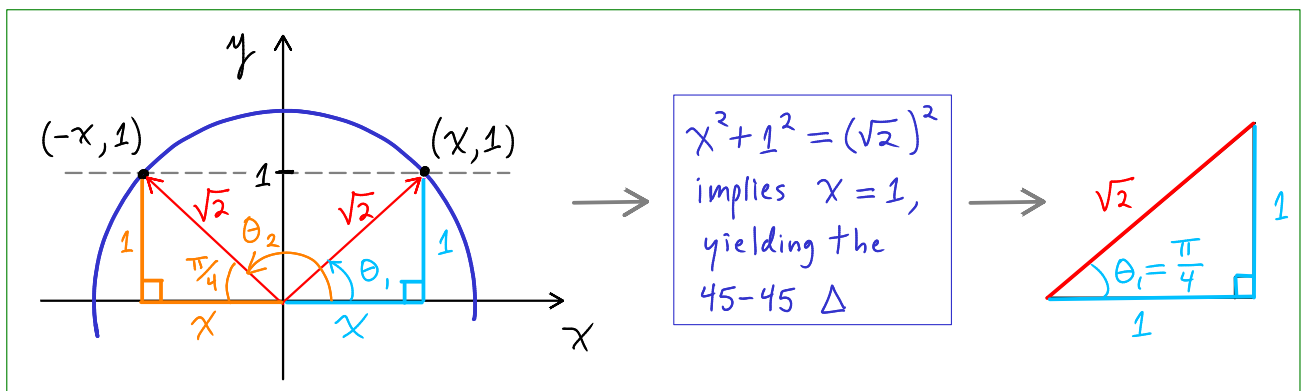 y
(-x, 1)
(x, 1)
1
√2
√2
1
θ₂
π/4
θ₁
1
x
x
x
x² + 1² = (√2)²
implies x = 1,
yielding the
45-45 Δ
√2
1
θ₁ = π/4
1